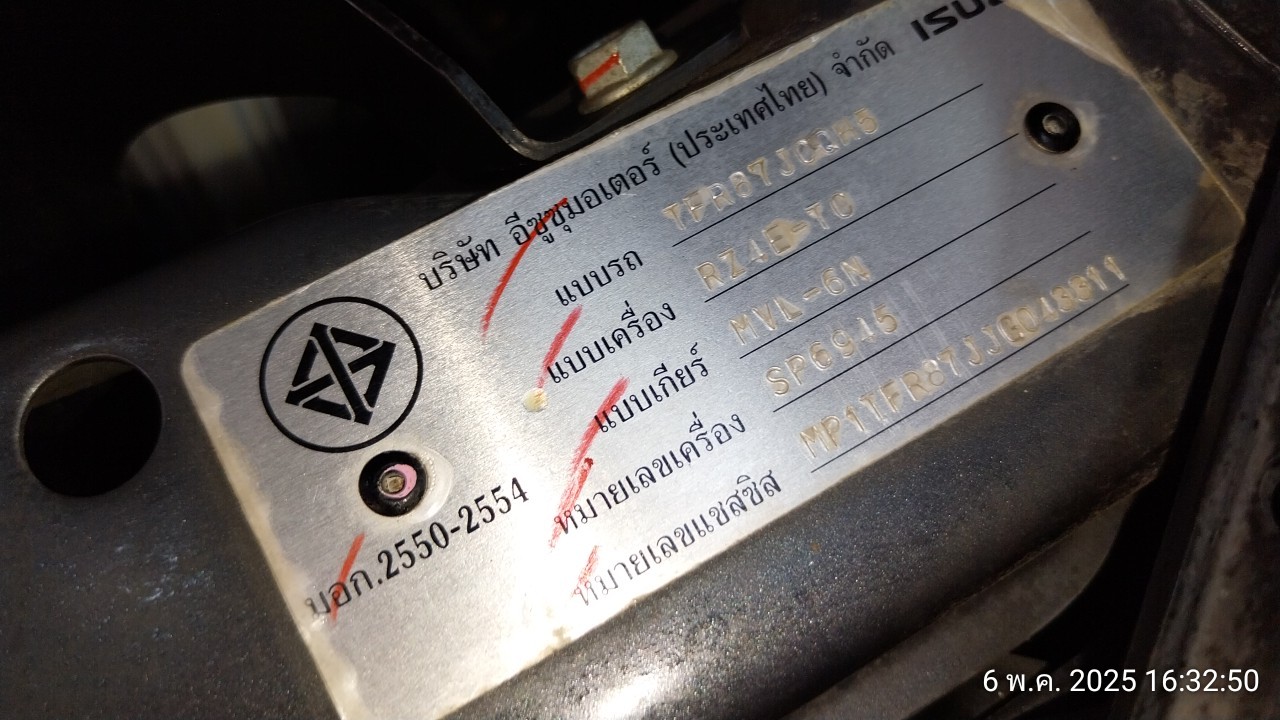 ISUZ
บริษัท อีซูซุมอเตอร์ (ประเทศไทย) จำกัด
แบบรถ
แบบเครื่อง RZ4E-TC
แบบเกียร์ MVL-6N
หมายเลขเครื่อง
หมายเลขแชสซิส
มอก.2550-2554
6 พ.ค. 2025 16:32:50